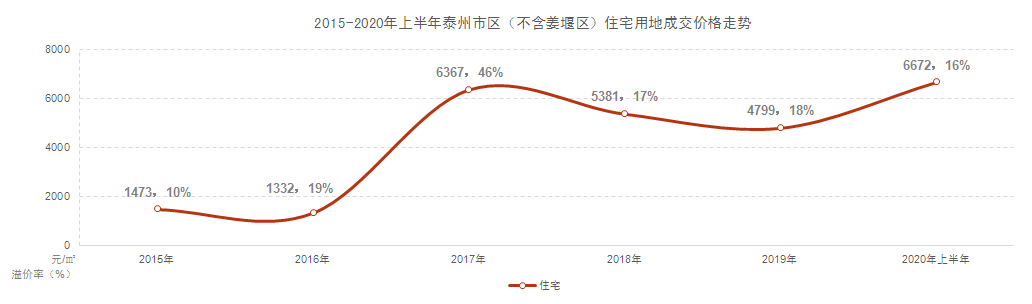 2015-2020年上半年泰州市区（不含姜堰区）住宅用地成交价格走势
8000
6000
4000
2000
0
1473，10%
1332，19%
6367，46%
5381，17%
4799，18%
6672，16%
元/㎡
溢价率（%）
2015年
2016年
2017年
2018年
2019年
2020年上半年
住宅